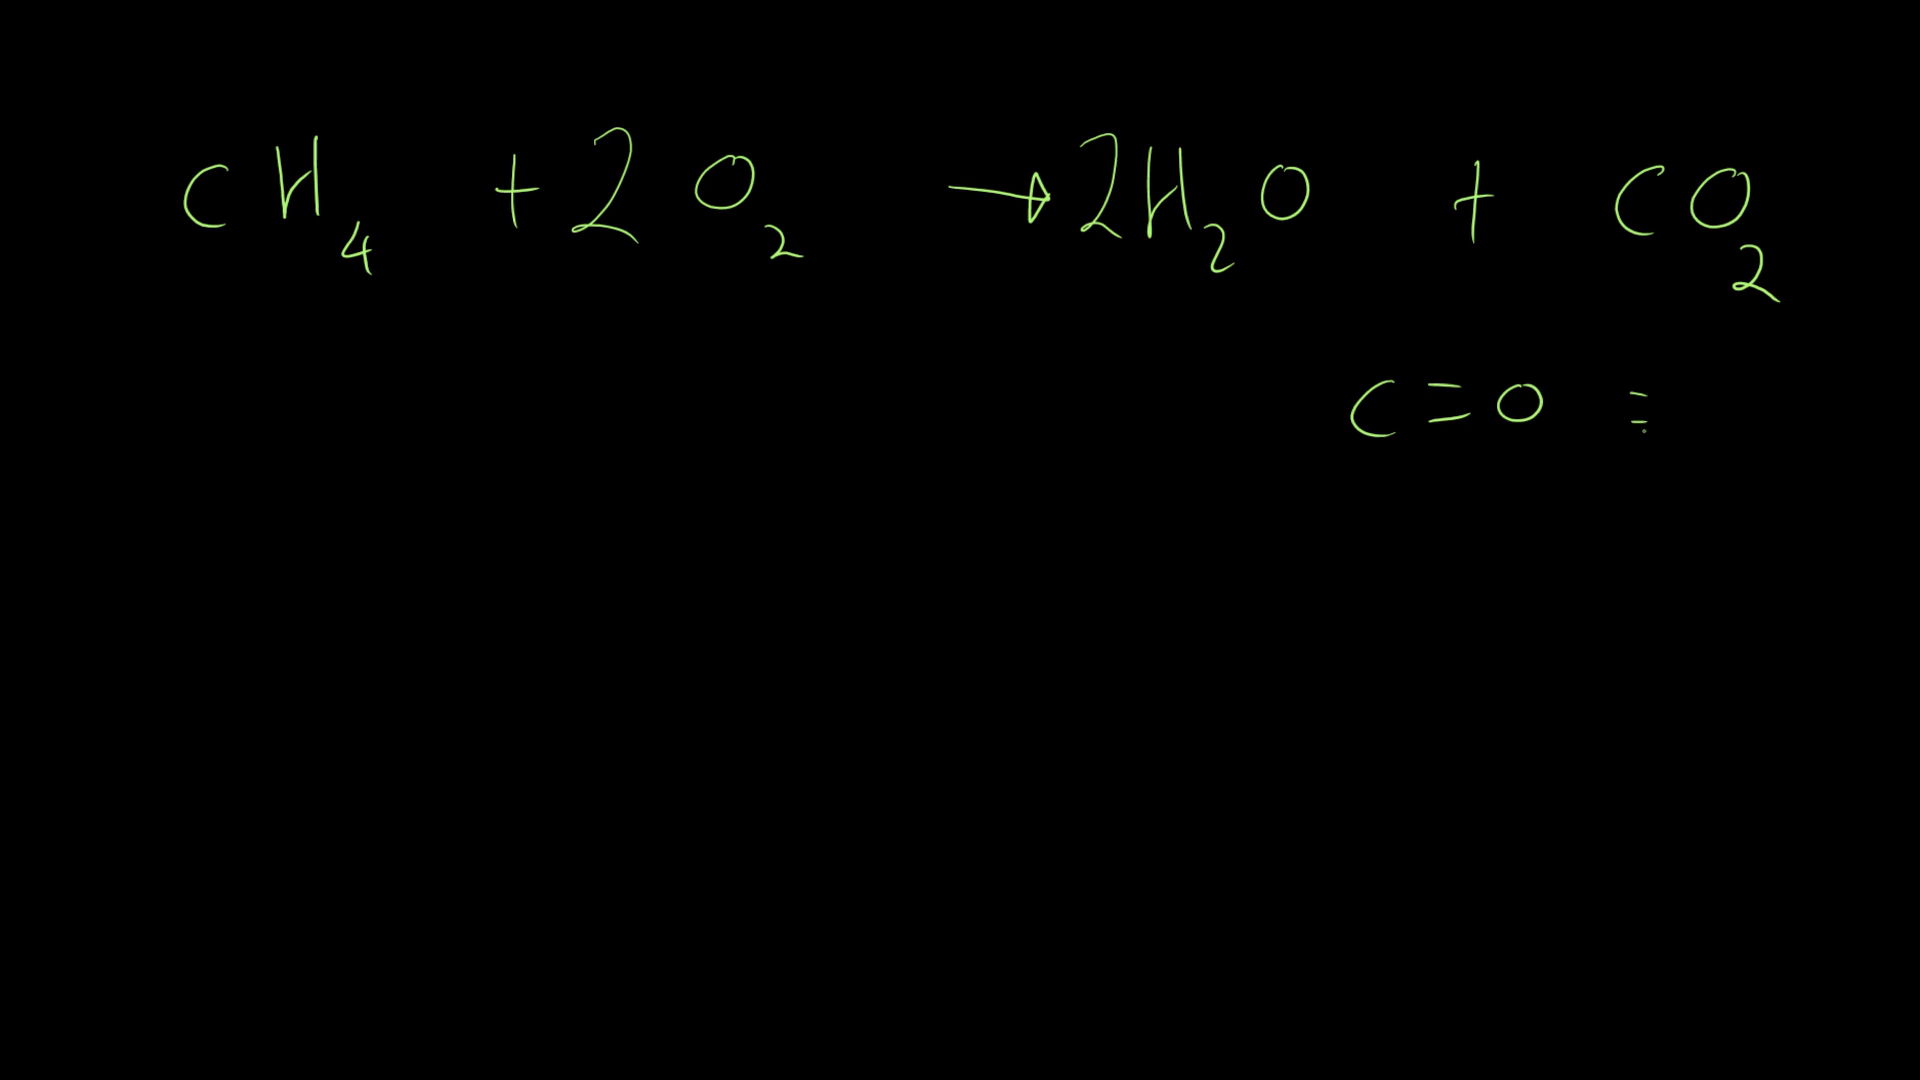 CH₄ + 2O₂ → 2H₂O + CO₂
C=O =